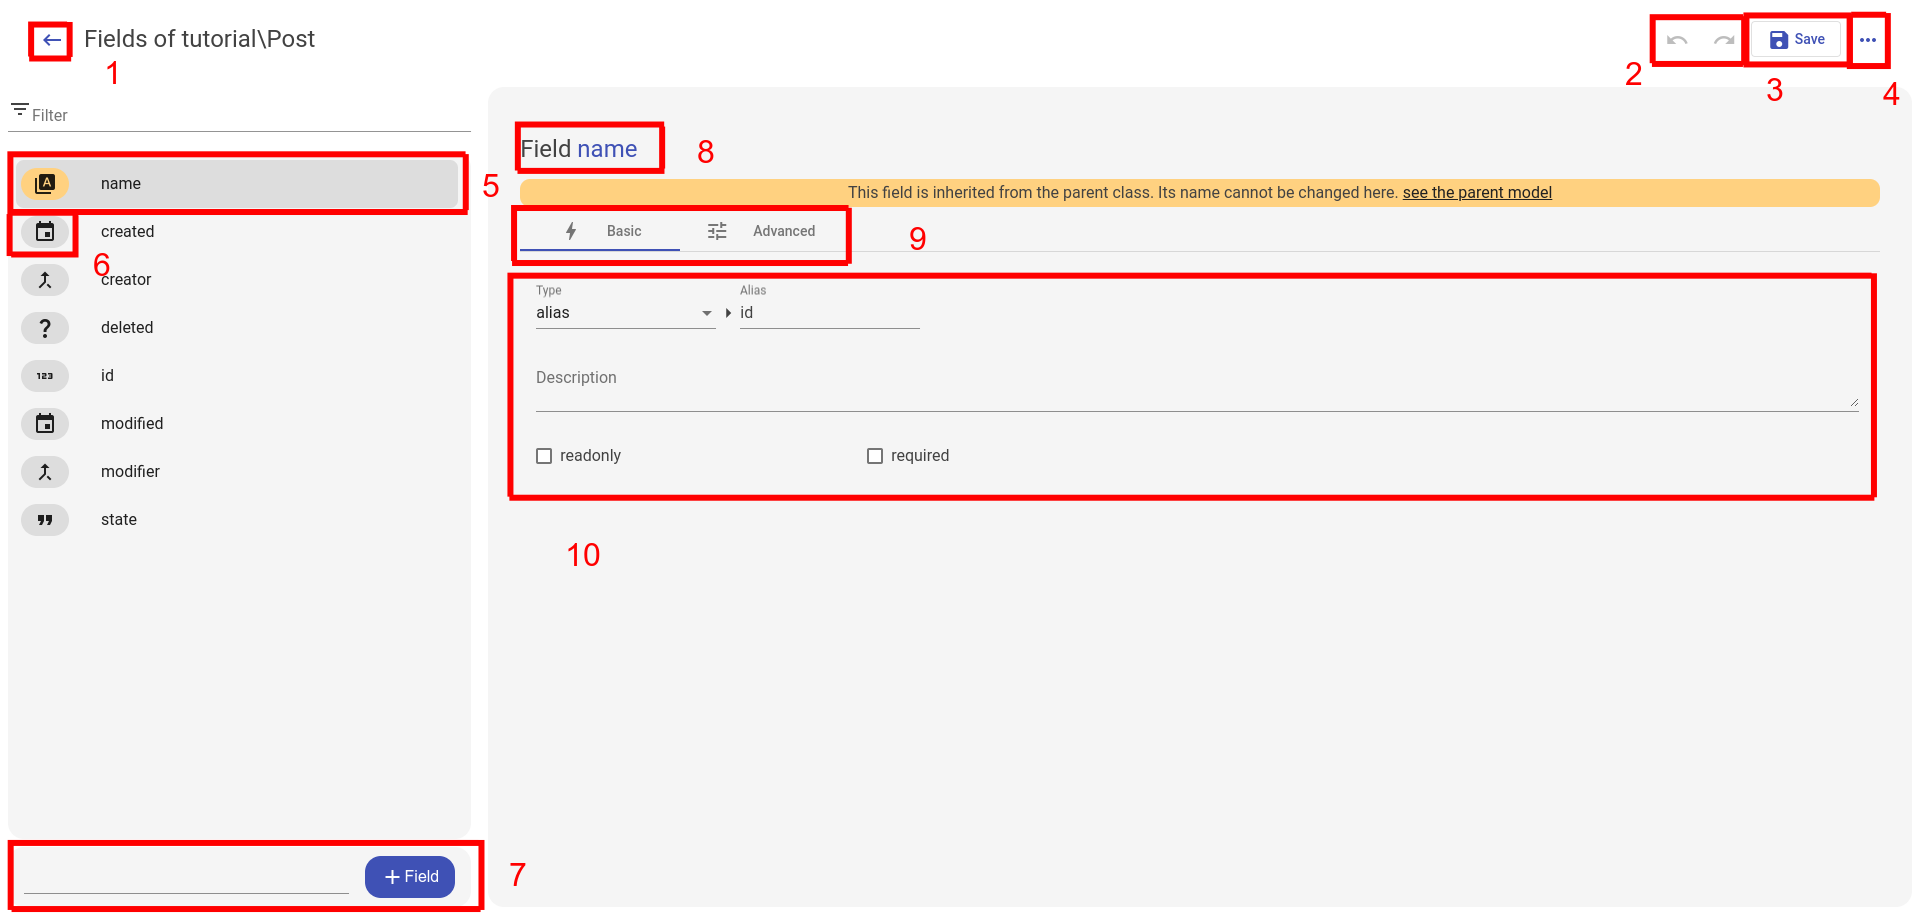 Fields of tutorial\Post
Save
1
2
3
4
Filter
Field name
8
This field is inherited from the parent class. Its name cannot be changed here. see the parent model
name
5
Basic
Advanced
9
created
6
creator
Type
Alias
alias
id
deleted
Description
123
id
modified
readonly
required
modifier
state
10
+ Field
7